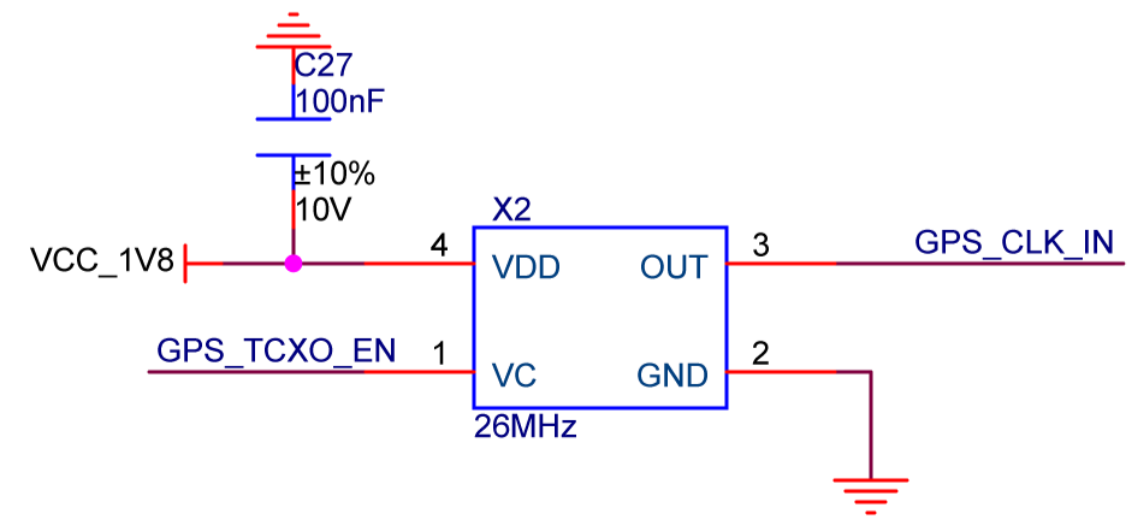 C27
100nF
±10%
10V
X2
VCC_1V8
4
VDD
OUT
3
GPS_CLK_IN
GPS_TCXO_EN
1
VC
GND
2
26MHz